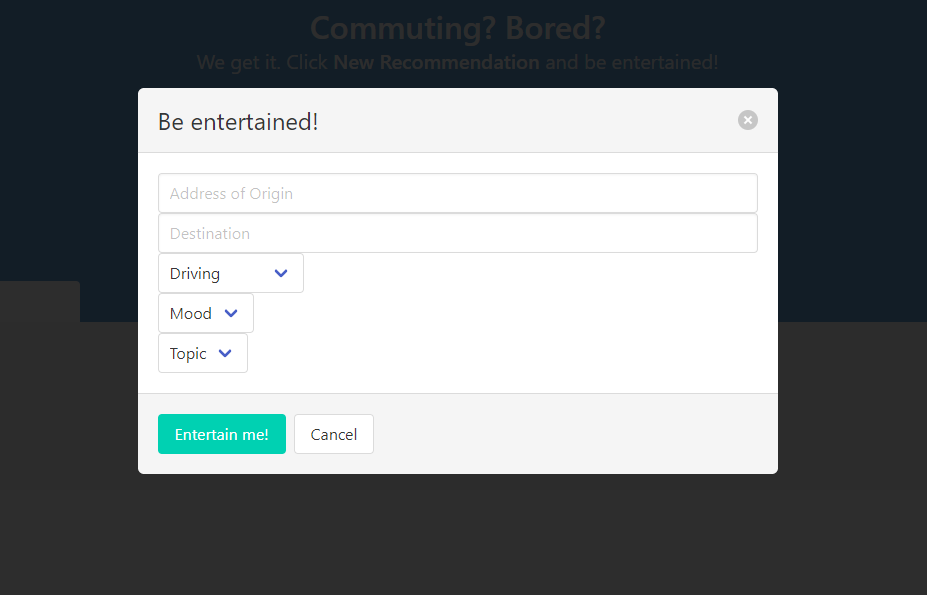 Commuting? Bored?
We get it. Click New Recommendation and be entertained!
Be entertained!
Address of Origin
Destination
Driving
Mood
Topic
Entertain me! Cancel